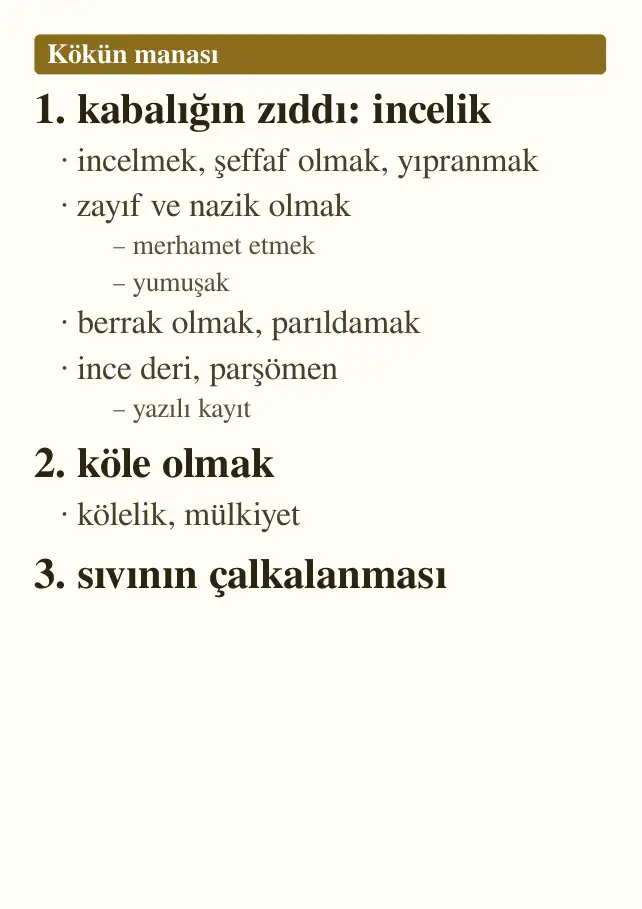 Kökün manası
1. kabalığın zıddı: incelik
· incelmek, şeffaf olmak, yıpranmak
· zayıf ve nazik olmak
– merhamet etmek
– yumuşak
· berrak olmak, parıldamak
· ince deri, parşömen
– yazılı kayıt
2. köle olmak
· kölelik, mülkiyet
3. sıvının çalkalanması